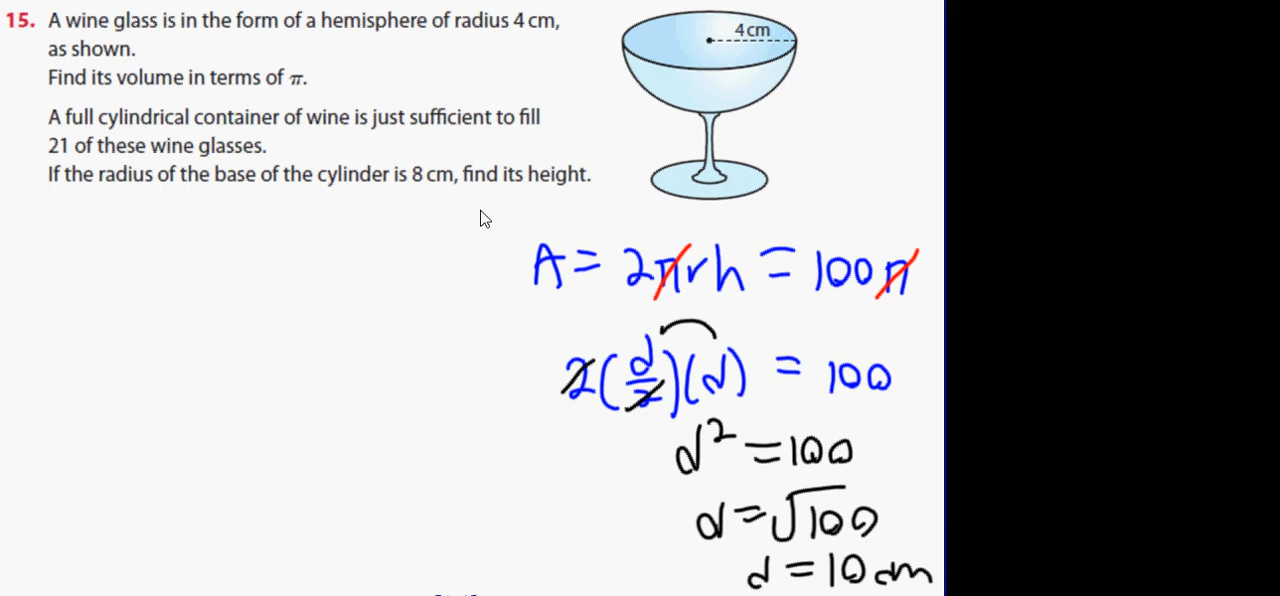 15. A wine glass is in the form of a hemisphere of radius 4 cm,
as shown.
Find its volume in terms of π.
A full cylindrical container of wine is just sufficient to fill
21 of these wine glasses.
If the radius of the base of the cylinder is 8 cm, find its height.
4 cm
A = 2πrh = 100π
2(d/2)(d) = 100
d² = 100
d = √100
d = 10 cm